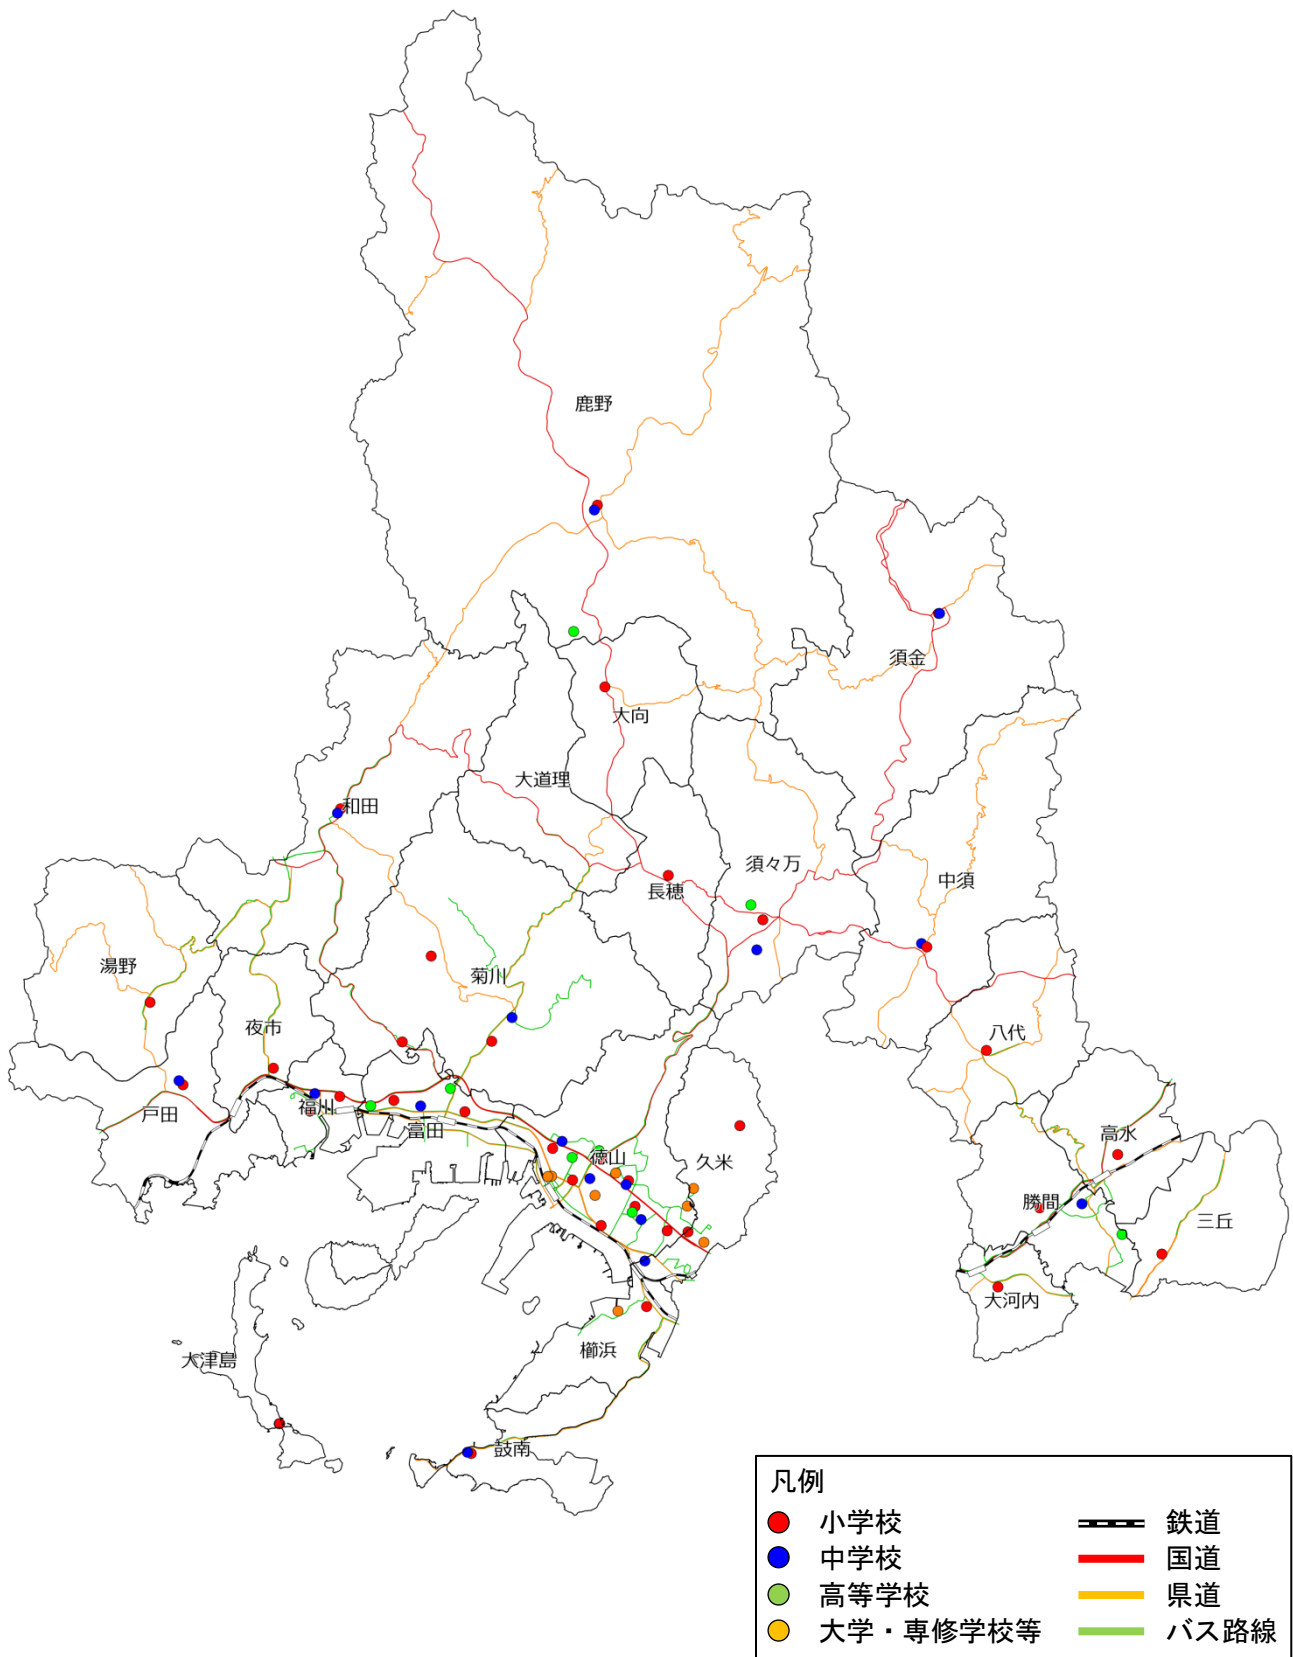 鹿野
須金
大向
大道理
和田
須々万
中須
長穂
湯野
菊川
夜市
八代
戸田
福川
富田
徳山
久米
高水
勝間
三丘
大河内
櫛浜
大津島
鼓南
凡例
小学校 鉄道
中学校 国道
高等学校 県道
大学・専修学校等 バス路線